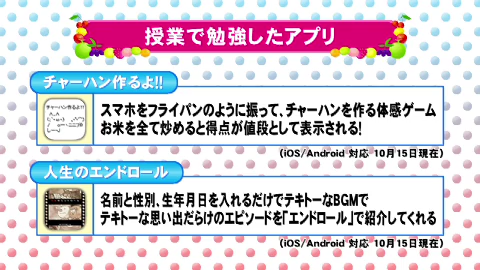 授業で勉強したアプリ
チャーハン作るよ!!
チャーハン作るよ!!
スマホをフライパンのように振って、チャーハンを作る体感ゲーム
お米を全て炒めると得点が値段として表示される!
(iOS/Android 対応 10月15日現在)
人生のエンドロール
名前と性別、生年月日を入れるだけでテキトーなBGMで
テキトーな思い出だらけのエピソードを「エンドロール」で紹介してくれる
(iOS/Android 対応 10月15日現在)